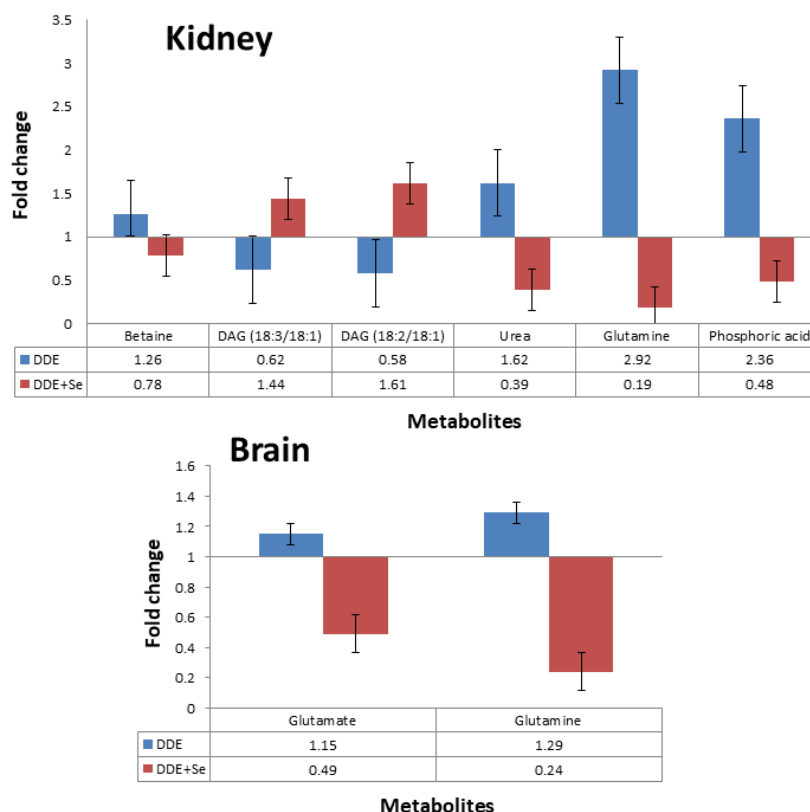 Kidney
Fold change
3.5
3
2.5
2
1.5
1
0.5
0
Betaine DAG (18:3/18:1) DAG (18:2/18:1) Urea Glutamine Phosphoric acid
DDE 1.26 0.62 0.58 1.62 2.92 2.36
DDE+Se 0.78 1.44 1.61 0.39 0.19 0.48
Metabolites
Brain
Fold change
1.6
1.4
1.2
1
0.8
0.6
0.4
0.2
0
Glutamate Glutamine
DDE 1.15 1.29
DDE+Se 0.49 0.24
Metabolites